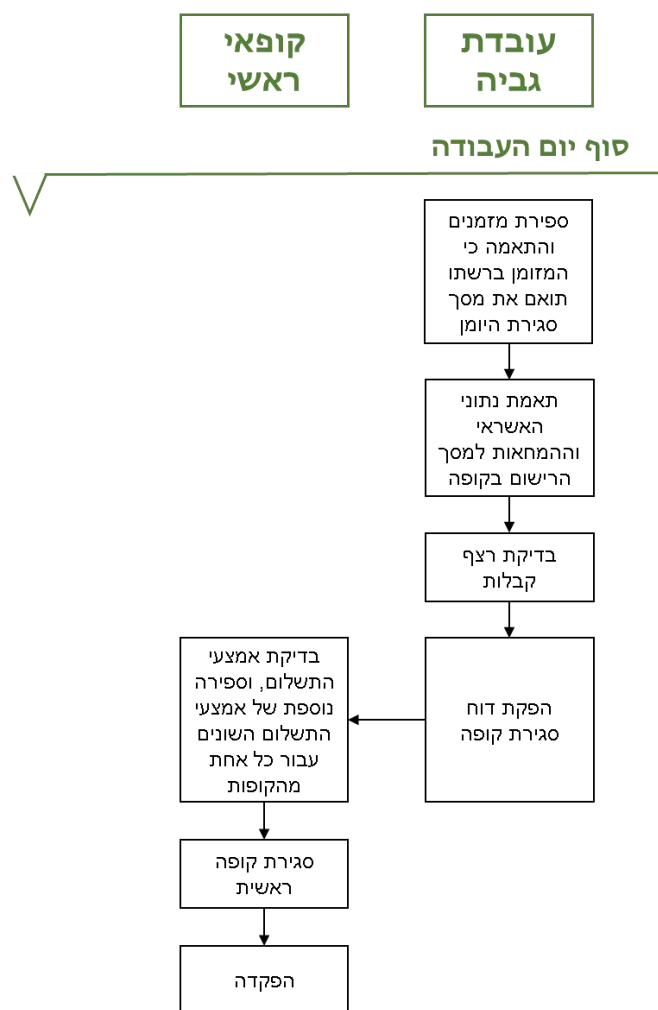 עובדת
גביה
קופאי
ראשי
סוף יום העבודה
ספירת מזמנים
והתאמה כי
המזומן ברשתו
תואם את מסך
סגירת היומן
תאמת נתוני
האשראי
וההמחאות למסך
הרישום בקופה
בדיקת רצף
קבלות
הפקת דוח
סגירת קופה
בדיקת אמצעי
התשלום, וספירה
נוספת של אמצעי
התשלום השונים
עבור כל אחת
מהקופות
סגירת קופה
ראשית
הפקדה